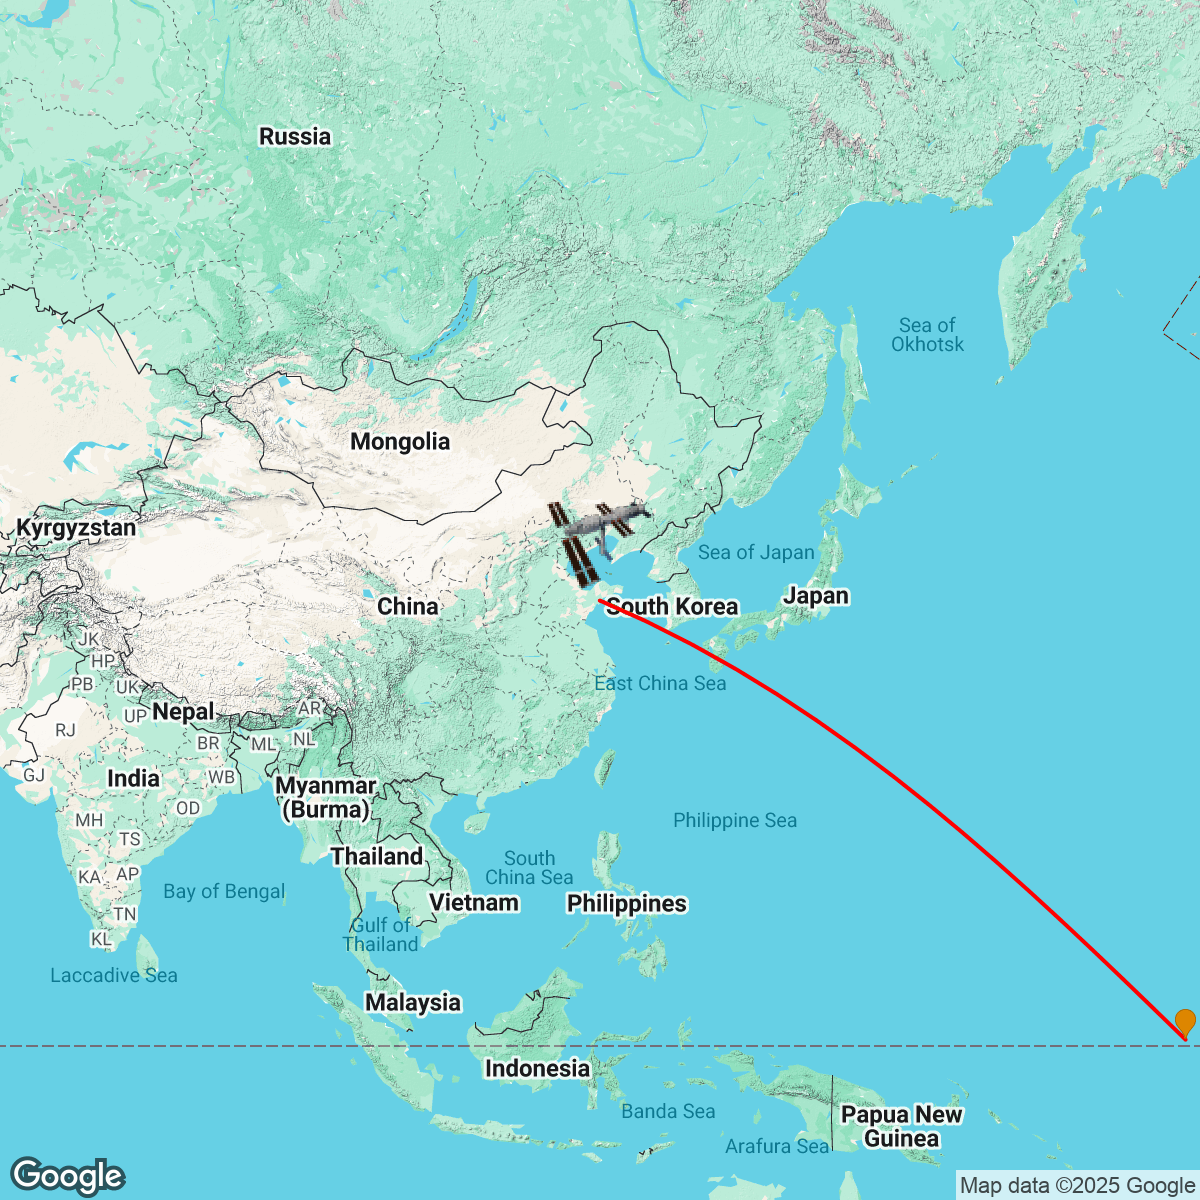 Russia
Sea of
Okhotsk
Mongolia
Kyrgyzstan
Sea of Japan
Japan
China
South Korea
JK
HP
PB
UK
East China Sea
Nepal
AR
UP
RJ
BR
ML
NL
GJ
India
WB
Myanmar
(Burma)
OD
MH
Philippine Sea
TS
Thailand
South
China Sea
KA
AP
Bay of Bengal
Vietnam
Philippines
TN
Gulf of
Thailand
KL
Laccadive Sea
Malaysia
Indonesia
Banda Sea
Papua New
Guinea
Arafura Sea
Google
Map data ©2025 Google